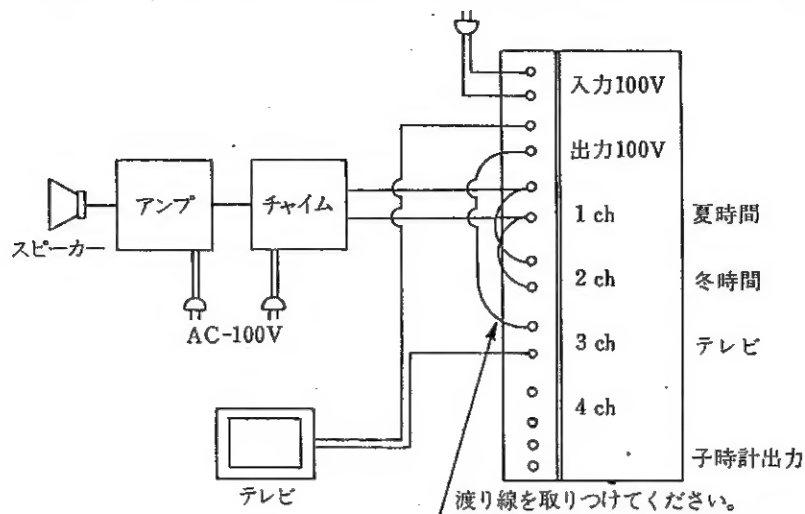 入力100V
出力100V
アンプ
チャイム
1 ch
夏時間
スピーカー
2 ch
冬時間
AC-100V
3 ch
テレビ
4 ch
子時計出力
テレビ
渡り線を取りつけてください。